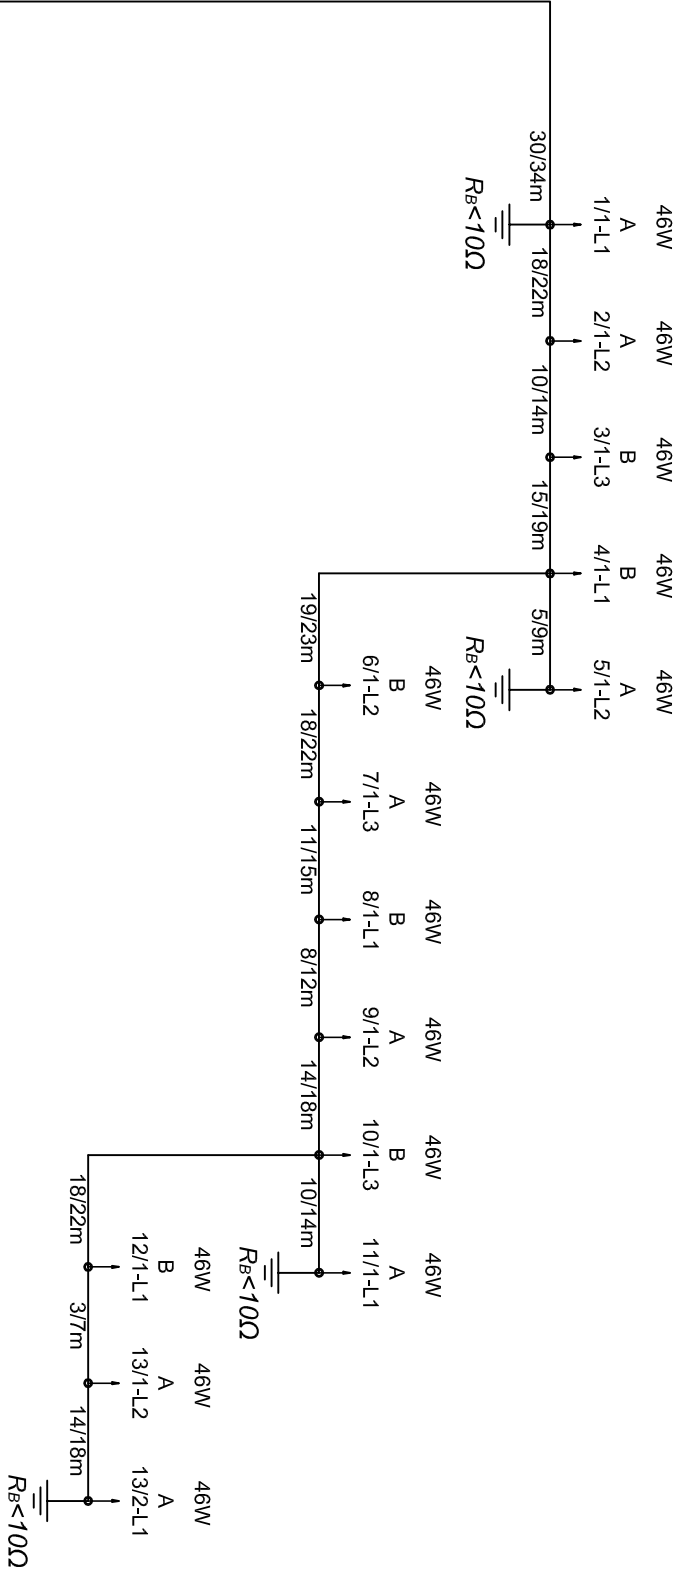 46W 46W 46W 46W 46W
A A B B A
1/1-L1 2/1-L2 3/1-L3 4/1-L1 5/1-L2
30/34m 18/22m 10/14m 15/19m 5/9m
RB<10Ω RB<10Ω
46W 46W 46W 46W 46W 46W
B A B A B A
6/1-L2 7/1-L3 8/1-L1 9/1-L2 10/1-L3 11/1-L1
19/23m 18/22m 11/15m 8/12m 14/18m 10/14m
RB<10Ω
46W 46W 46W
B A A
12/1-L1 13/1-L2 13/2-L1
18/22m 3/7m 14/18m
RB<10Ω